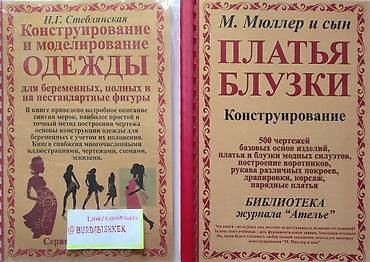 Н.Г. Стеблянская
Конструирование
и моделирование
ОДЕЖДЫ
для беременных, полных и
на нестандартные фигуры
В книге приведено подробное описание
снятия мерок, наиболее простой и
точный метод построения чертежа
основы конструкции одежды для
беременных с учетом их положения.
Книга снабжена многочисленными
иллюстрациями, чертежами, схемами,
эскизами.
@BURDABISHKEK
Серия
М. Мюллер и сын
ПЛАТЬЯ
БЛУЗКИ
Конструирование
500 чертежей
базовых основ изделий,
платья и блузки модных силуэтов,
построение воротников,
рукава различных покроев,
драпировки, корсаж,
нарядные платья
БИБЛИОТЕКА
журнала "Ателье"